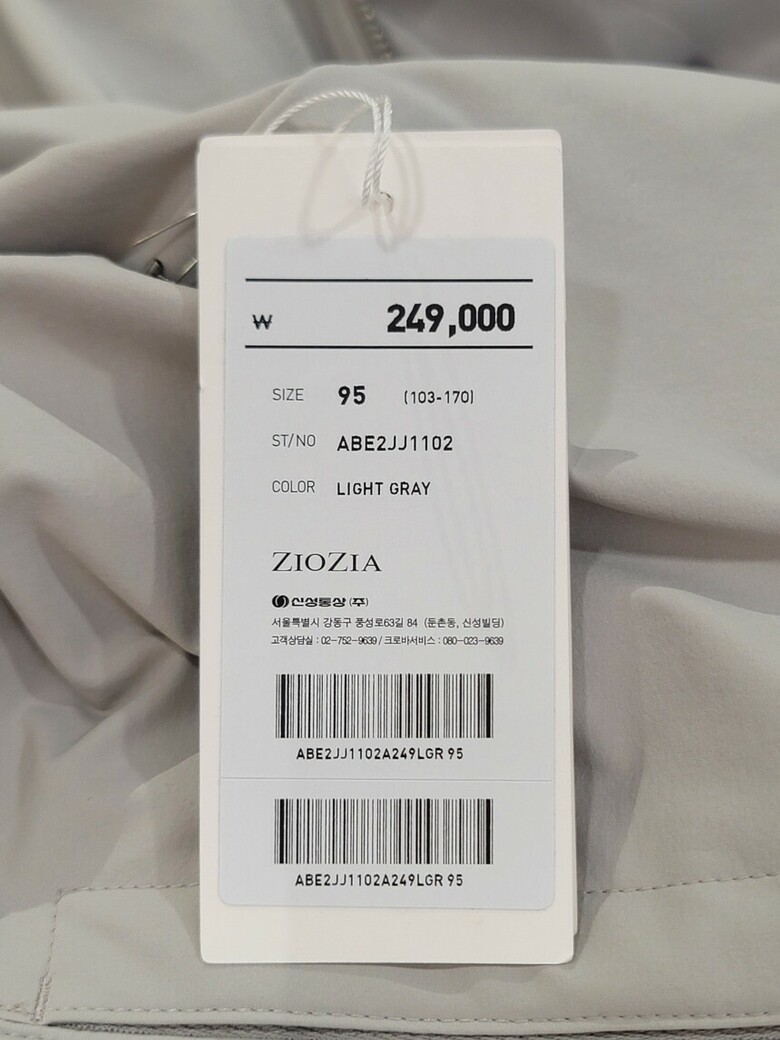 ₩ 249,000
SIZE 95 (103-170)
ST/NO ABE2JJ1102
COLOR LIGHT GRAY
ZIOZIA
신성통상(주)
서울특별시 강동구 풍성로63길 84 (둔촌동, 신성빌딩)
고객상담실 : 02-752-9639 / 크로바서비스 : 080-023-9639
ABE2JJ1102A249LGR 95
ABE2JJ1102A249LGR 95